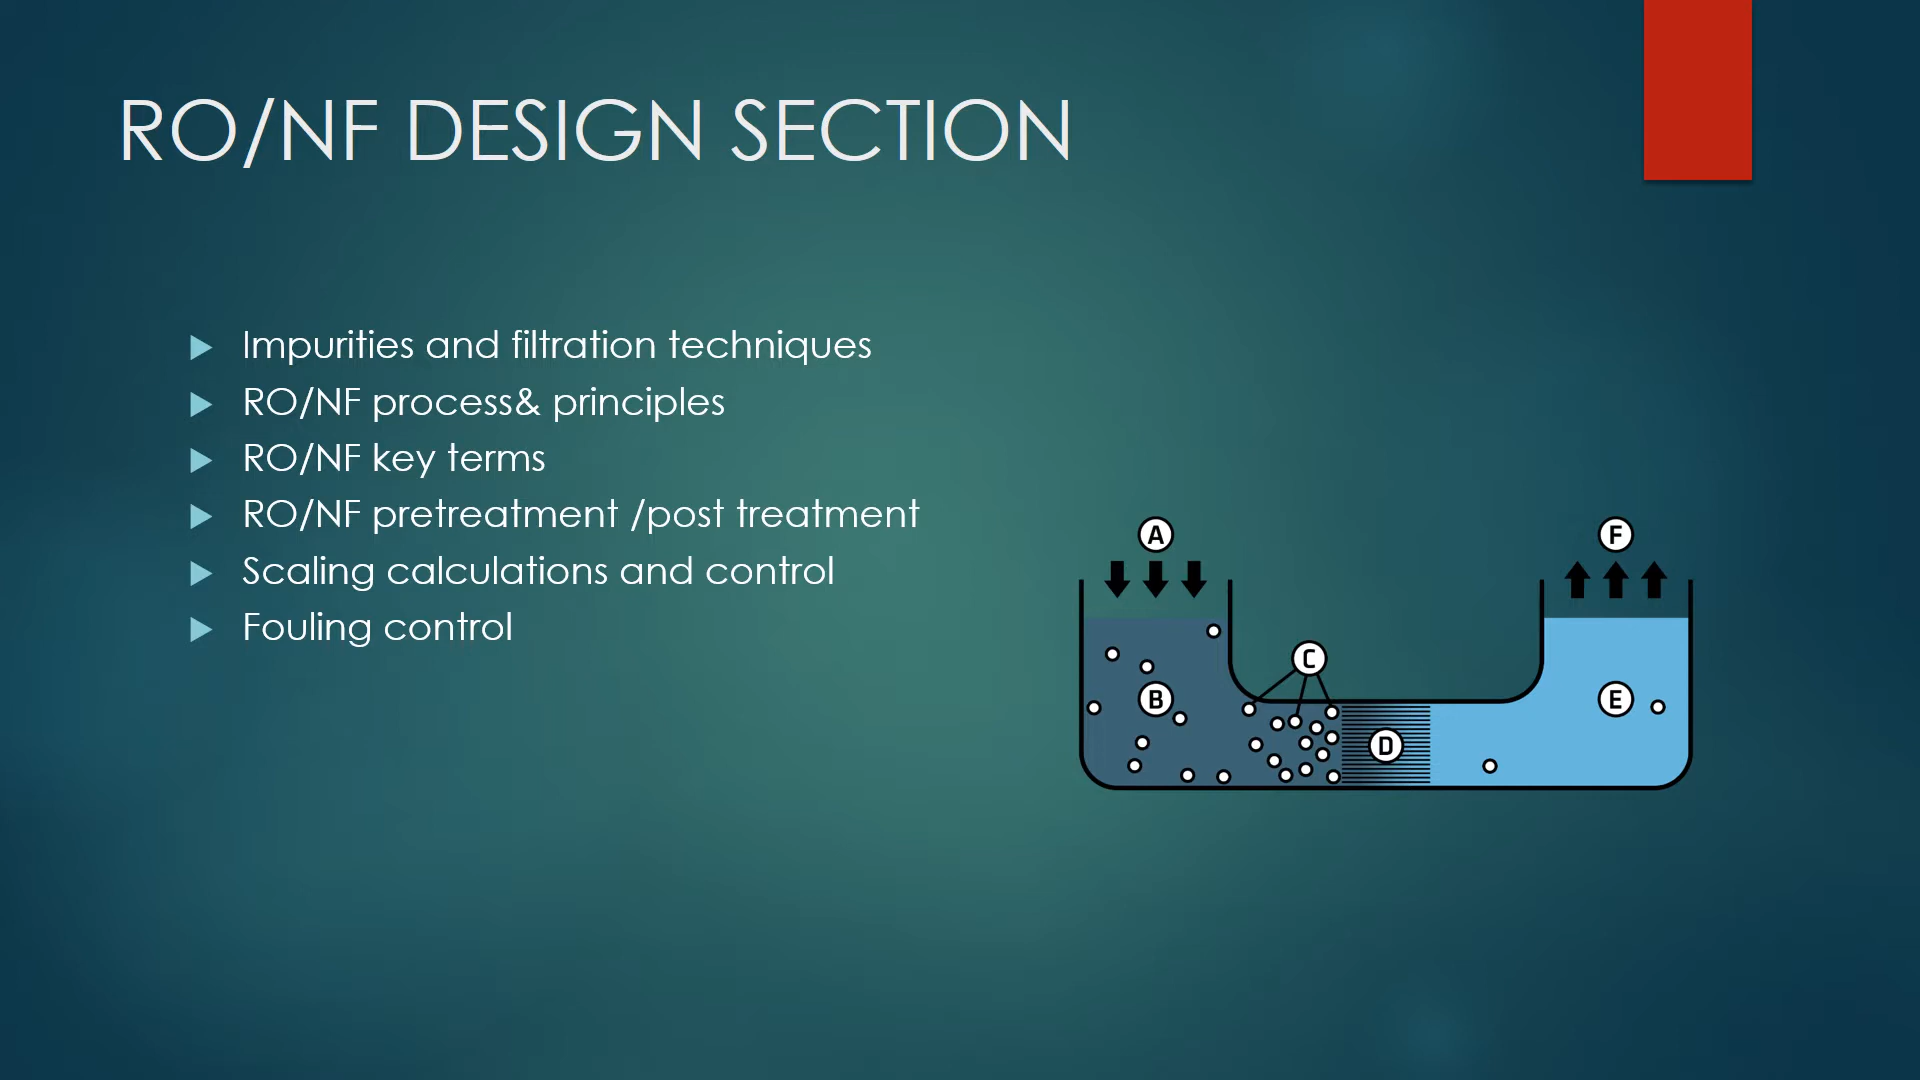 RO/NF DESIGN SECTION
Impurities and filtration techniques
RO/NF process& principles
RO/NF key terms
RO/NF pretreatment /post treatment
Scaling calculations and control
Fouling control
A
F
C
B
E
D